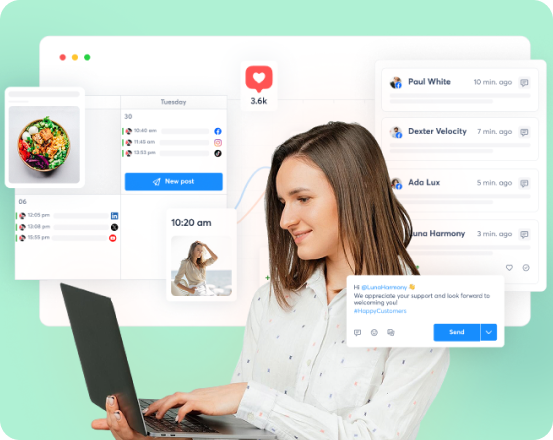 3.6k
Tuesday
30
10:40 am
11:45 am
12:55 pm
New post
06
12:05 pm
13:08 pm
15:55 pm
10:20 am
Paul White 10 min. ago
Dexter Velocity 7 min. ago
Ada Lux 5 min. ago
Luna Harmony 3 min. ago
Hi @LunaHarmony 👋
We appreciate your support and look forward to
welcoming you!
#HappyCustomers
Send